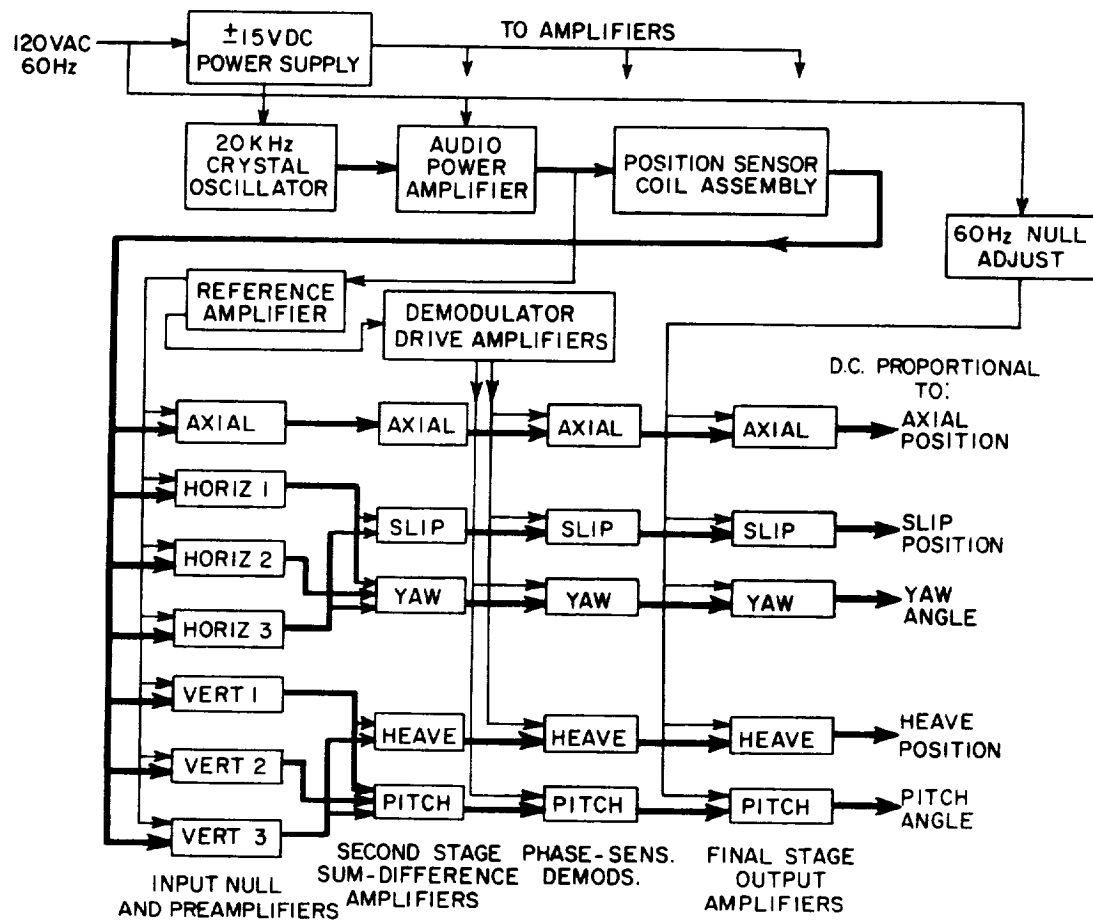 120VAC
60Hz
±15VDC
POWER SUPPLY
TO AMPLIFIERS
20KHz
CRYSTAL
OSCILLATOR
AUDIO
POWER
AMPLIFIER
POSITION SENSOR
COIL ASSEMBLY
60Hz NULL
ADJUST
REFERENCE
AMPLIFIER
DEMODULATOR
DRIVE AMPLIFIERS
D.C. PROPORTIONAL
TO:
AXIAL
AXIAL
AXIAL
AXIAL
AXIAL
POSITION
HORIZ 1
SLIP
SLIP
SLIP
SLIP
POSITION
HORIZ 2
YAW
YAW
YAW
YAW
ANGLE
HORIZ 3
VERT 1
HEAVE
HEAVE
HEAVE
HEAVE
POSITION
VERT 2
PITCH
PITCH
PITCH
PITCH
ANGLE
VERT 3
INPUT NULL
AND PREAMPLIFIERS
SECOND STAGE
SUM-DIFFERENCE
AMPLIFIERS
PHASE-SENS.
DEMODS.
FINAL STAGE
OUTPUT
AMPLIFIERS